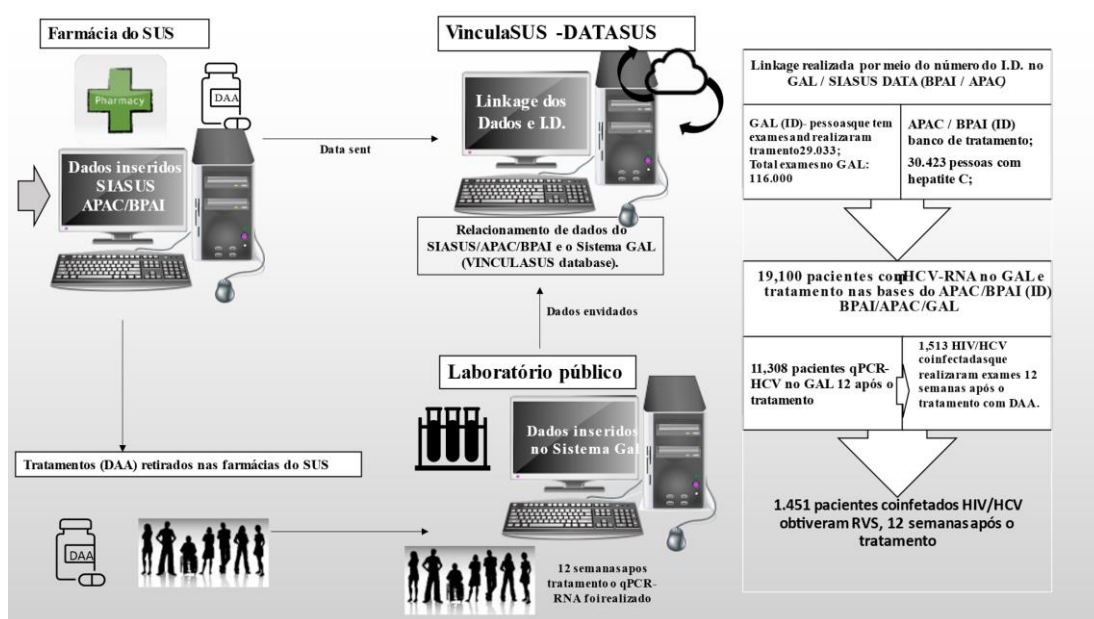 Farmácia do SUS
Pharmacy
DAA
Dados inseridos
SIASUS
APAC/BPAI
Data sent
VinculaSUS -DATASUS
Linkage dos
Dados e I.D.
Relacionamento de dados do
SIASUS/APAC/BPAI e o Sistema GAL
(VINCULASUS database).
Dados envidados
Laboratório público
Dados inseridos
no Sistema Gal
Tratamentos (DAA) retirados nas farmácias do SUS
DAA
12 semanas apos
tratamento o qPCR-
RNA foi realizado
Linkage realizada por meio do número do I.D. no
GAL / SIASUS DATA (BPAI / APAC)
GAL (ID)- pessoasque tem
examesand realizaram
tramento29.033;
Total examesno GAL:
116.000
APAC / BPAI (ID)
banco de tratamento;
30.423 pessoas com
hepatite C;
19,100 pacientes com qHCV-RNA no GAL e
tratamento nas bases do APAC/BPAI (ID)
BPAI/APAC/GAL
11,308 pacientes qPCR-
HCV no GAL 12 após o
tratamento
1,513 HIV/HCV
coinfectadasque
realizaram exames 12
semanas após o
tratamento com DAA.
1.451 pacientes coinfetados HIV/HCV
obtiveram RVS, 12 semanas após o
tratamento